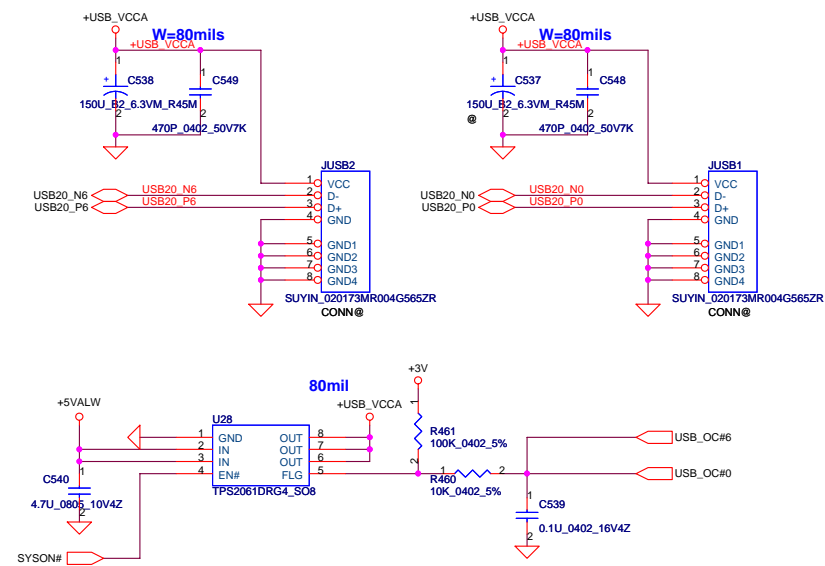 +USB_VCCA
W=80mils
+USB_VCCA
1
1
+
C538
C549
150U_B2_6.3VM_R45M
2
2
470P_0402_50V7K
JUSB2
1
VCC
USB20_N6
USB20_N6
2
D-
USB20_P6
USB20_P6
3
D+
4
GND
5
GND1
6
GND2
7
GND3
8
GND4
SUYIN_020173MR004G565ZR
CONN@
+USB_VCCA
W=80mils
+USB_VCCA
1
1
+
C537
C548
150U_B2_6.3VM_R45M
@
2
2
470P_0402_50V7K
JUSB1
1
VCC
USB20_N0
USB20_N0
2
D-
USB20_P0
USB20_P0
3
D+
4
GND
5
GND1
6
GND2
7
GND3
8
GND4
SUYIN_020173MR004G565ZR
CONN@
80mil
+5VALW
+USB_VCCA
+3V
U28
1
GND
OUT
8
2
IN
OUT
7
3
IN
OUT
6
4
EN#
FLG
5
TPS2061DRG4_SO8
1
C540
4.7U_0805_10V4Z
2
SYSON#
1
R461
100K_0402_5%
2
1
2
R460
10K_0402_5%
USB_OC#6
USB_OC#0
1
C539
0.1U_0402_16V4Z
2